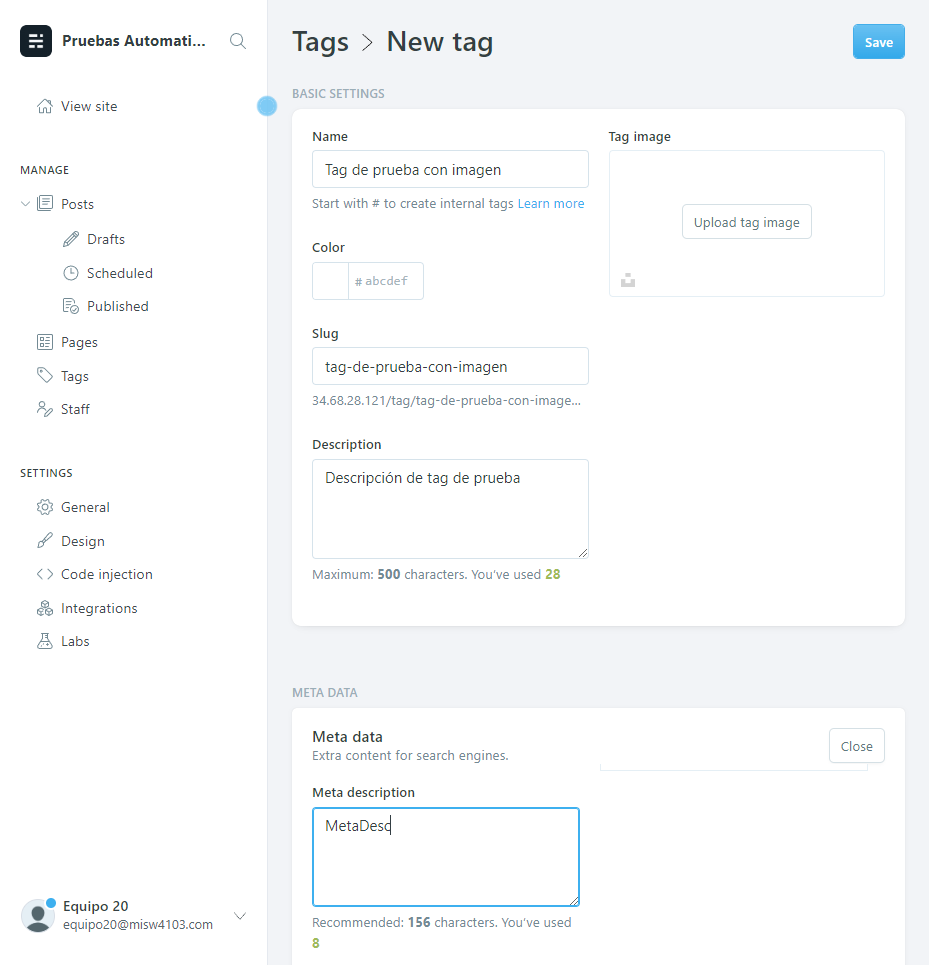 Pruebas Automati...
View site
MANAGE
Posts
Drafts
Scheduled
Published
Pages
Tags
Staff
SETTINGS
General
Design
Code injection
Integrations
Labs
Equipo 20
equipo20@misw4103.com
Tags > New tag
Save
BASIC SETTINGS
Name
Tag de prueba con imagen
Start with # to create internal tags Learn more
Color
# abcdef
Slug
tag-de-prueba-con-imagen
34.68.28.121/tag/tag-de-prueba-con-image...
Description
Descripción de tag de prueba
Maximum: 500 characters. You've used 28
Tag image
Upload tag image
META DATA
Meta data
Extra content for search engines.
Close
Meta description
MetaDesc
Recommended: 156 characters. You've used
8